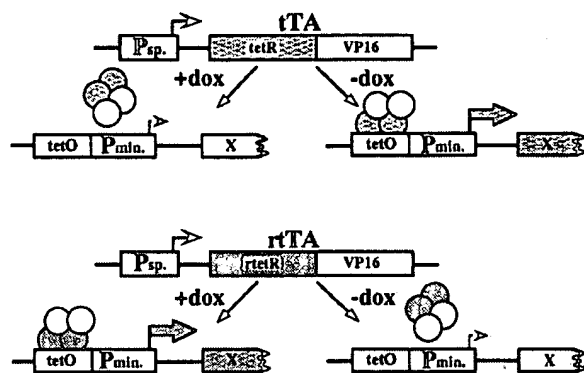 tTA
Psp. tetR VP16
+dox -dox
tetO Pmin. X tetO Pmin. X
rtTA
Psp. rtetR VP16
+dox -dox
tetO Pmin. X tetO Pmin. X